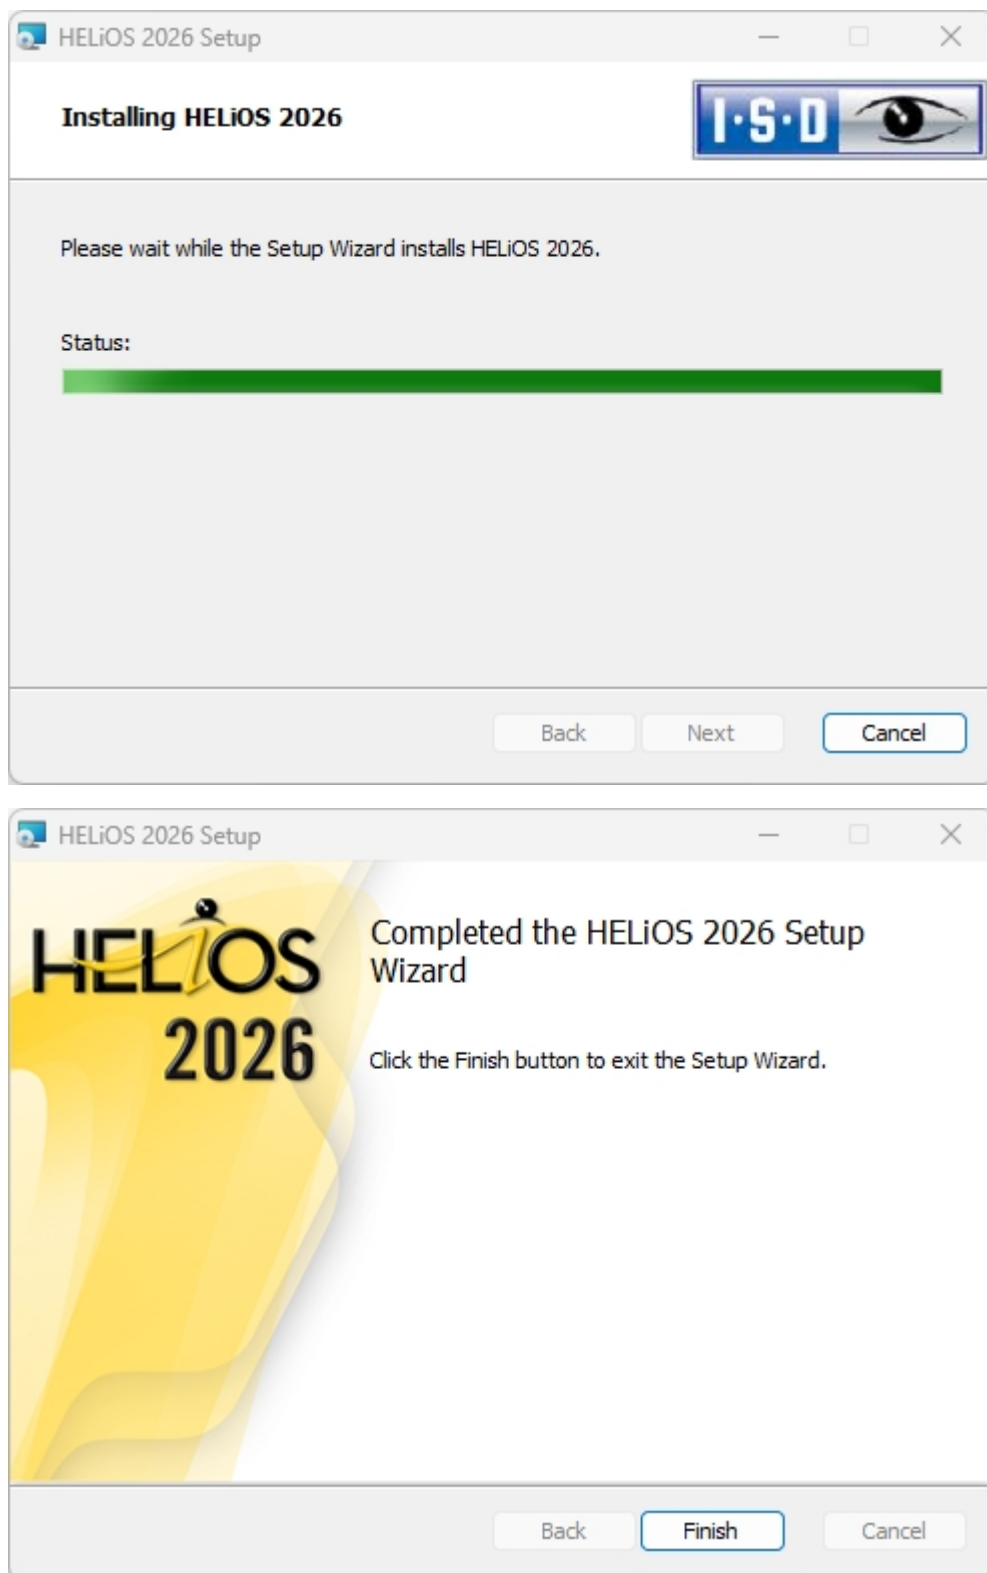 HELiOS 2026 Setup
Installing HELiOS 2026
I·S·D
Please wait while the Setup Wizard installs HELiOS 2026.
Status:
Back Next Cancel
HELiOS 2026 Setup
HELiOS
2026
Completed the HELiOS 2026 Setup
Wizard
Click the Finish button to exit the Setup Wizard.
Back Finish Cancel